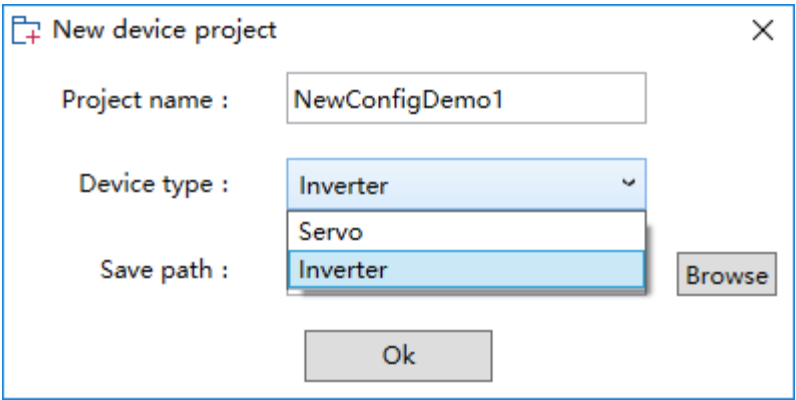 New device project
Project name : NewConfigDemo1
Device type : Inverter
Servo
Save path : Inverter Browse
Ok